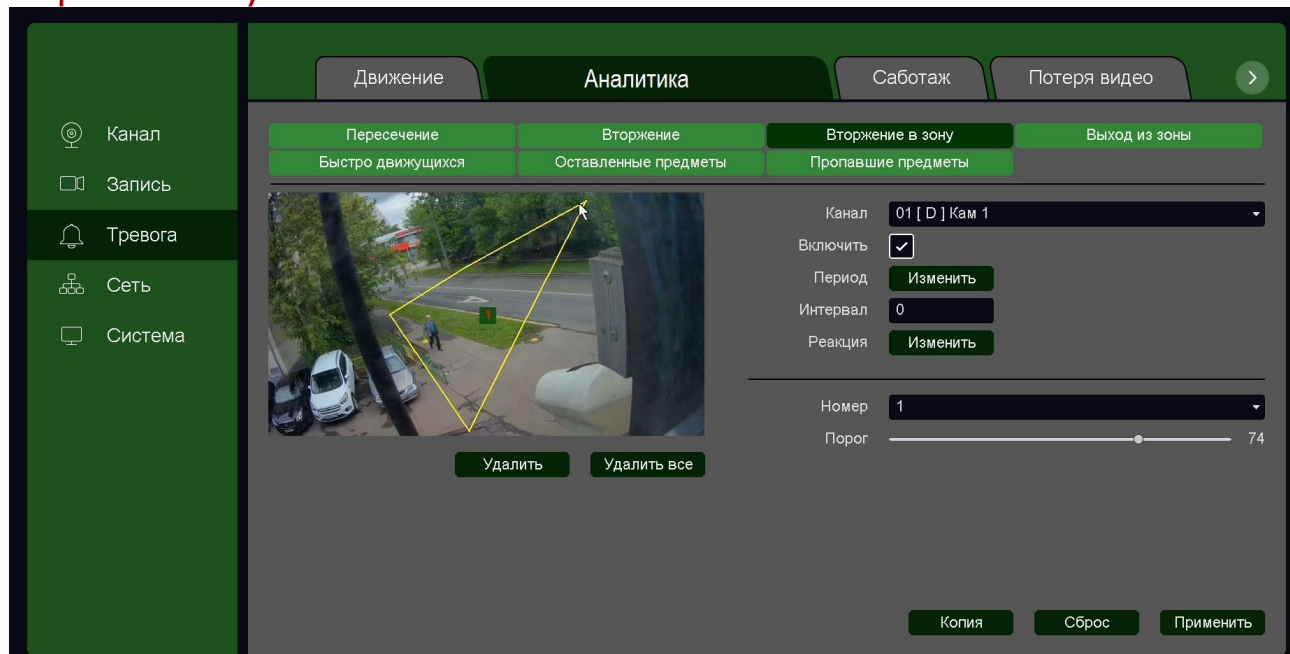 Движение Аналитика Саботаж Потеря видео
Канал
Запись
Тревога
Сеть
Система
Пересечение Вторжение Вторжение в зону Выход из зоны
Быстро движущихся Оставленные предметы Пропавшие предметы
1
Удалить Удалить все
Канал 01 [ D ] Кам 1
Включить
Период Изменить
Интервал 0
Реакция Изменить
Номер 1
Порог 74
Копия Сброс Применить